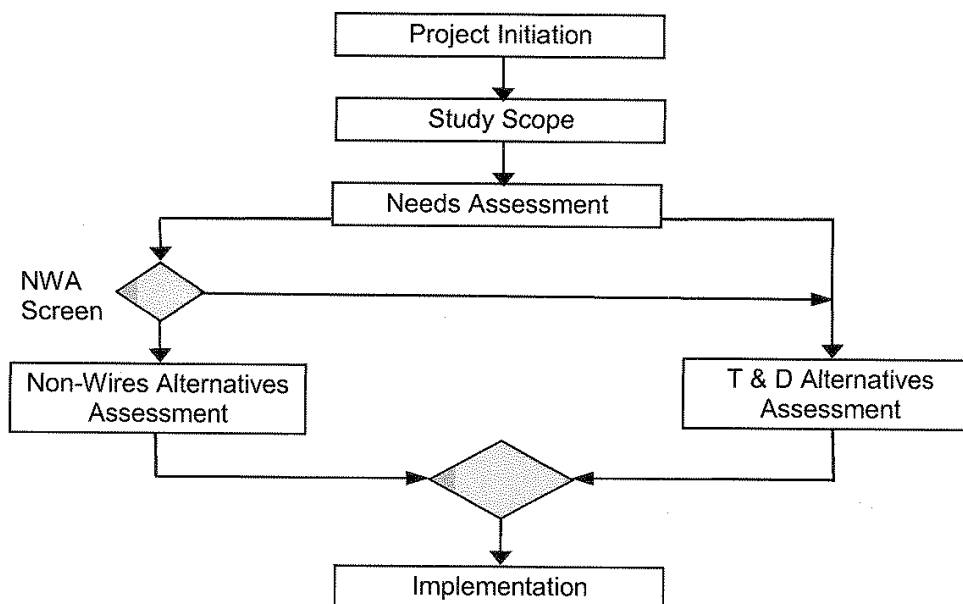 Project Initiation
Study Scope
Needs Assessment
NWA
Screen
Non-Wires Alternatives
Assessment
T & D Alternatives
Assessment
Implementation